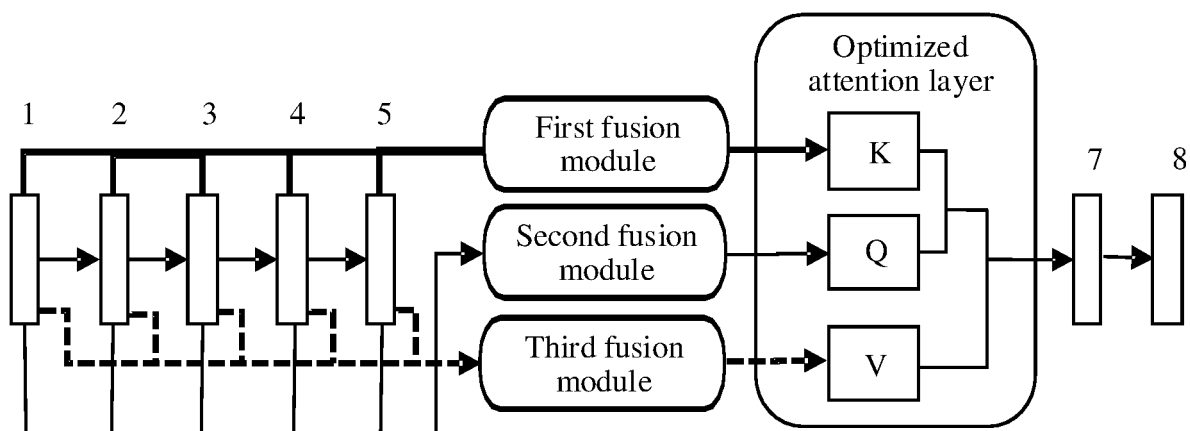 Optimized
attention layer
1 2 3 4 5
First fusion
module
K
7 8
Second fusion
module
Q
Third fusion
module
V